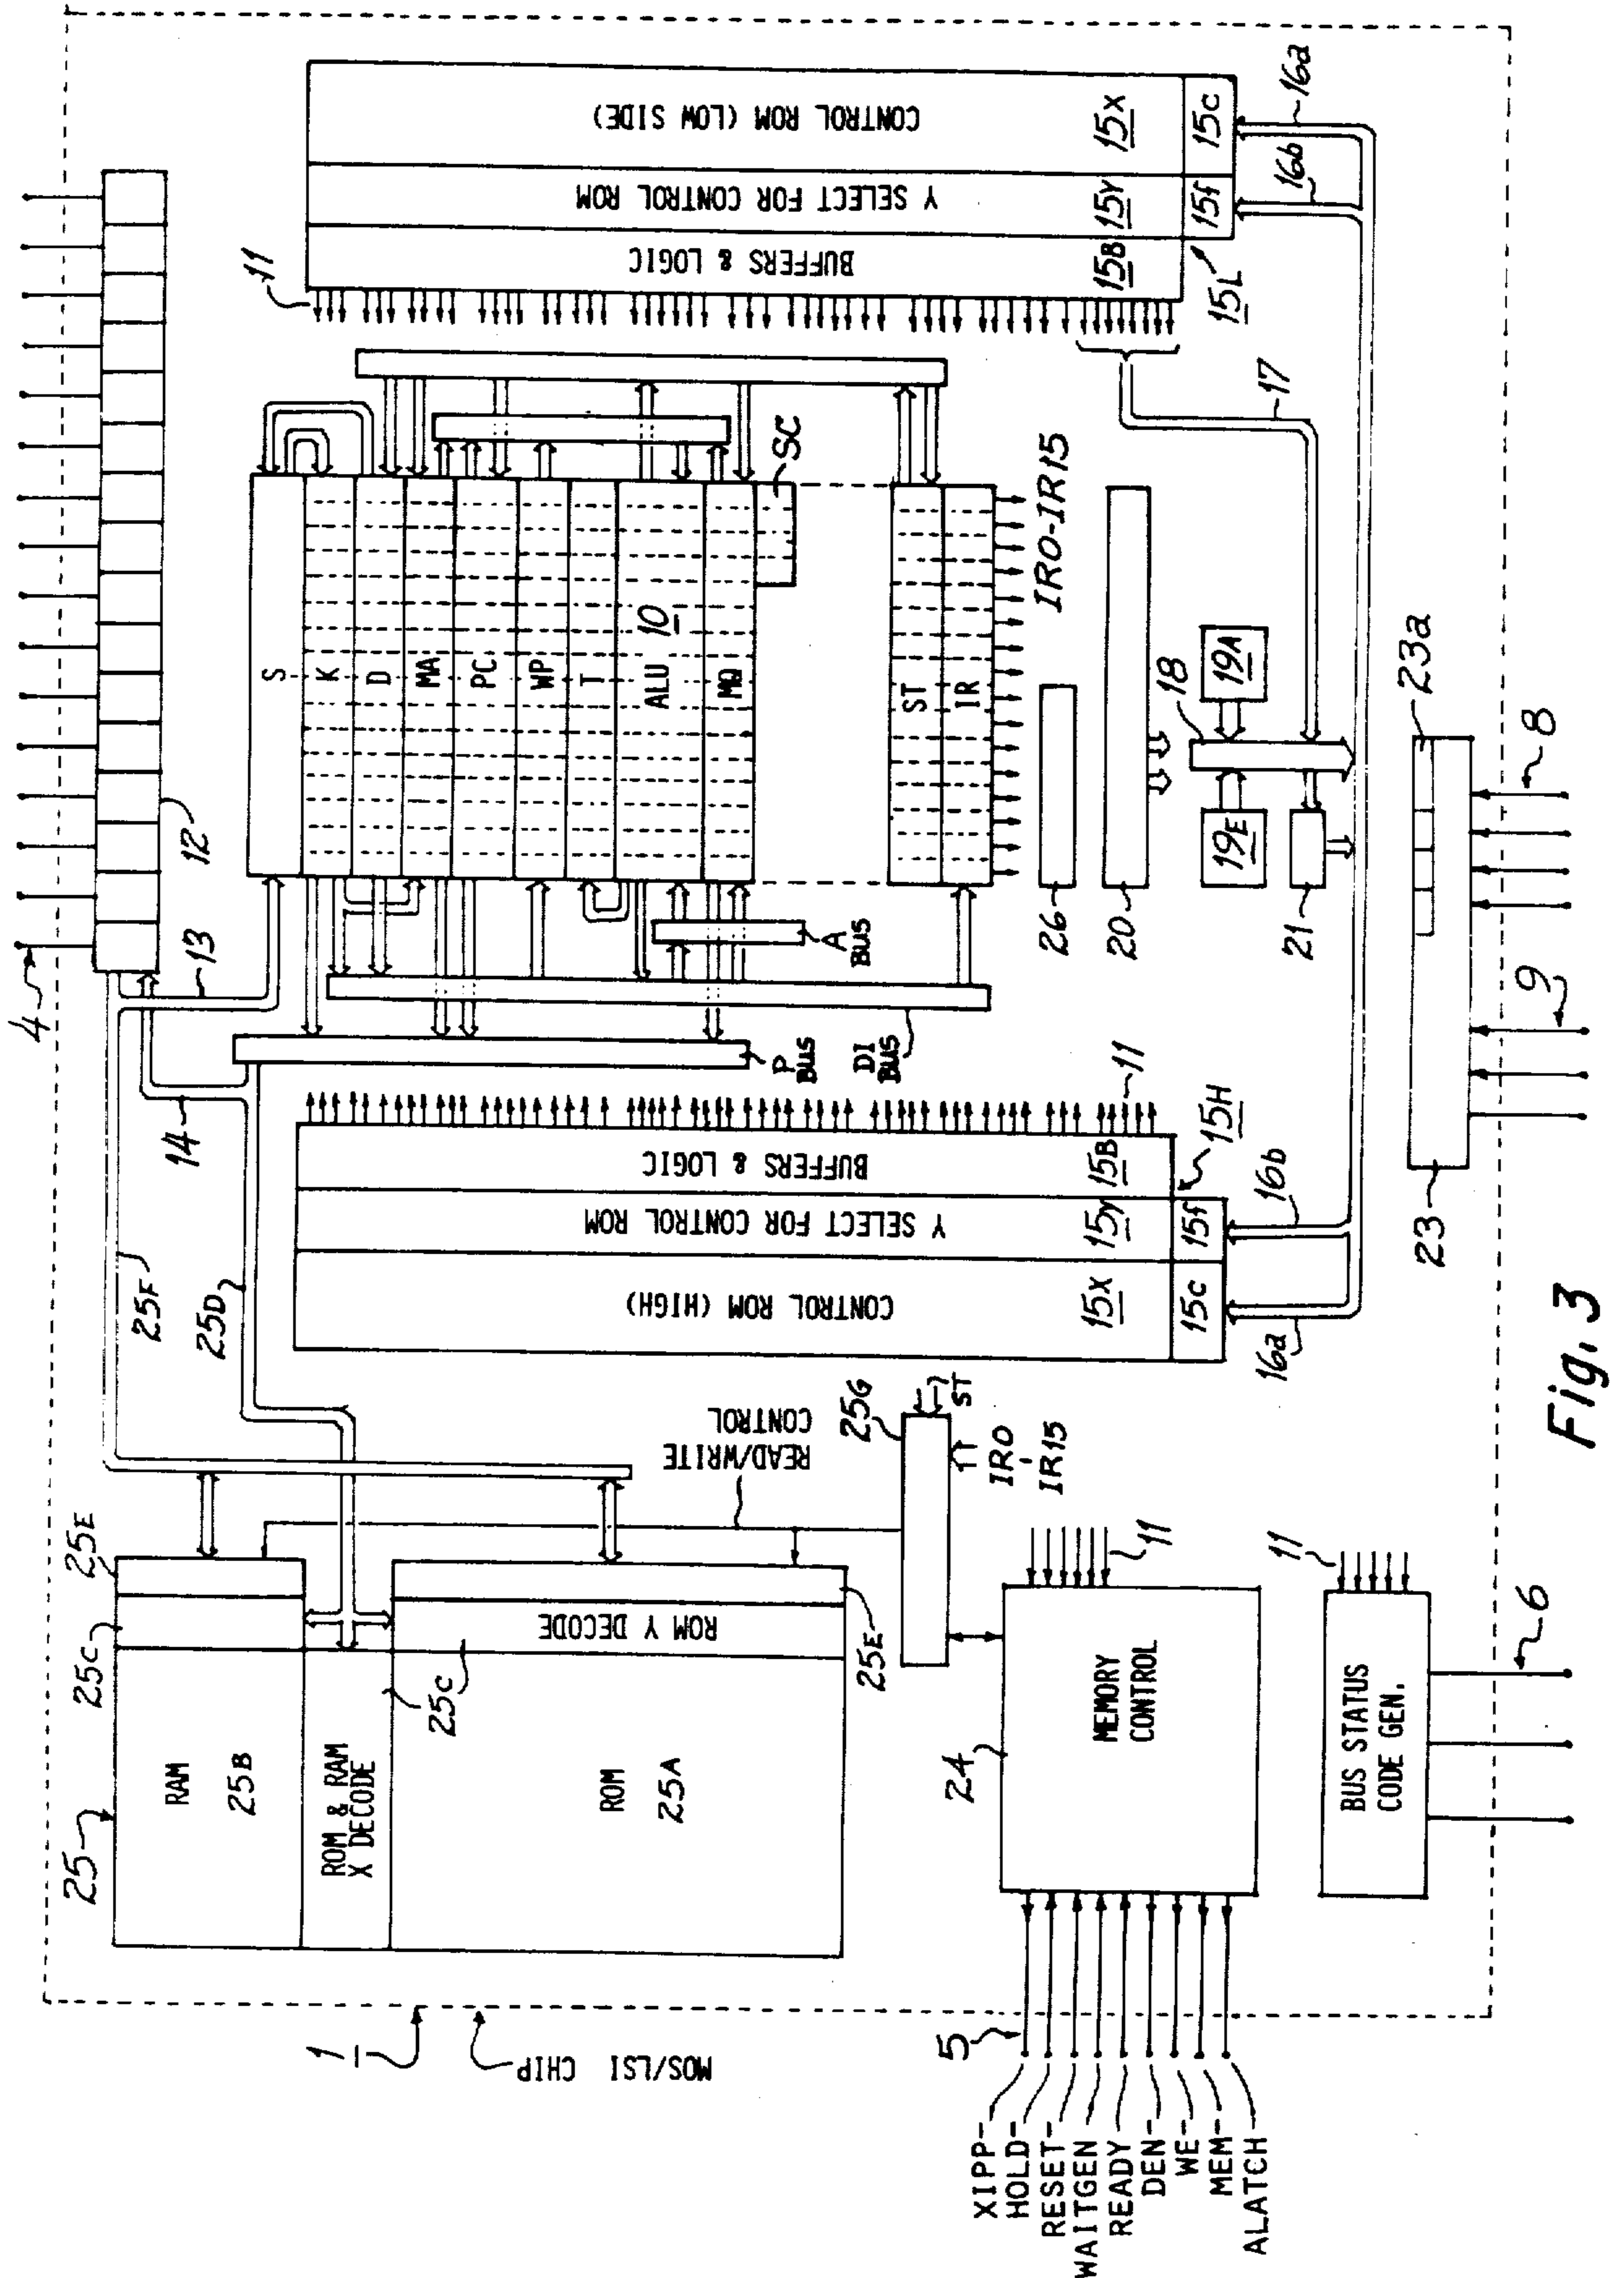 4
12
13
14
25F
25D
11
S
K
D
MA
PC
WP
T
ALU
10
MQ
SC
ST
IR
IR0-IR15
A BUS
P BUS
DI BUS
CONTROL ROM (LOW SIDE)
15X
15C
Y SELECT FOR CONTROL ROM
15Y
15f
BUFFERS & LOGIC
15B
15L
16a
16b
17
18
19A
19E
20
21
26
BUFFERS & LOGIC
15B
11
15H
Y SELECT FOR CONTROL ROM
15Y
15f
16b
CONTROL ROM (HIGH)
15X
15C
16a
23a
23
8
9
25
25C
25E
RAM
25B
ROM & RAM
X DECODE
25C
ROM Y DECODE
25E
ROM
25A
READ/WRITE
CONTROL
25G
ST
IR0
-
IR15
24
MEMORY
CONTROL
11
BUS STATUS
CODE GEN.
11
6
1
MOS/LSI CHIP
5
XIPP
HOLD
RESET
WAITGEN
READY
DEN
WE
MEM
ALATCH
Fig. 3